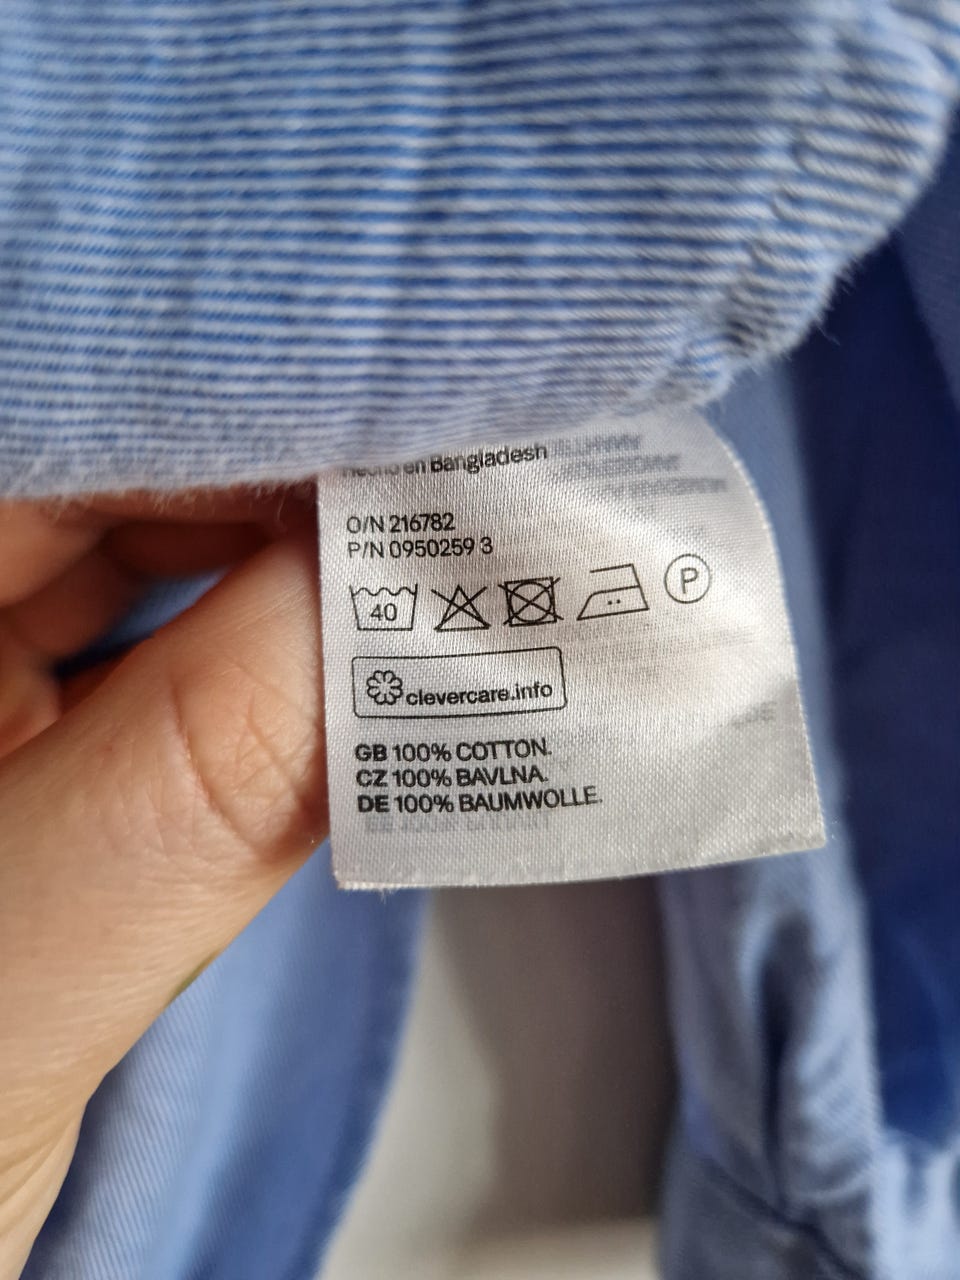 Hecho en Bangladesh
O/N 216782
P/N 0950259 3
40 P
clevercare.info
GB 100% COTTON.
CZ 100% BAVLNA.
DE 100% BAUMWOLLE.